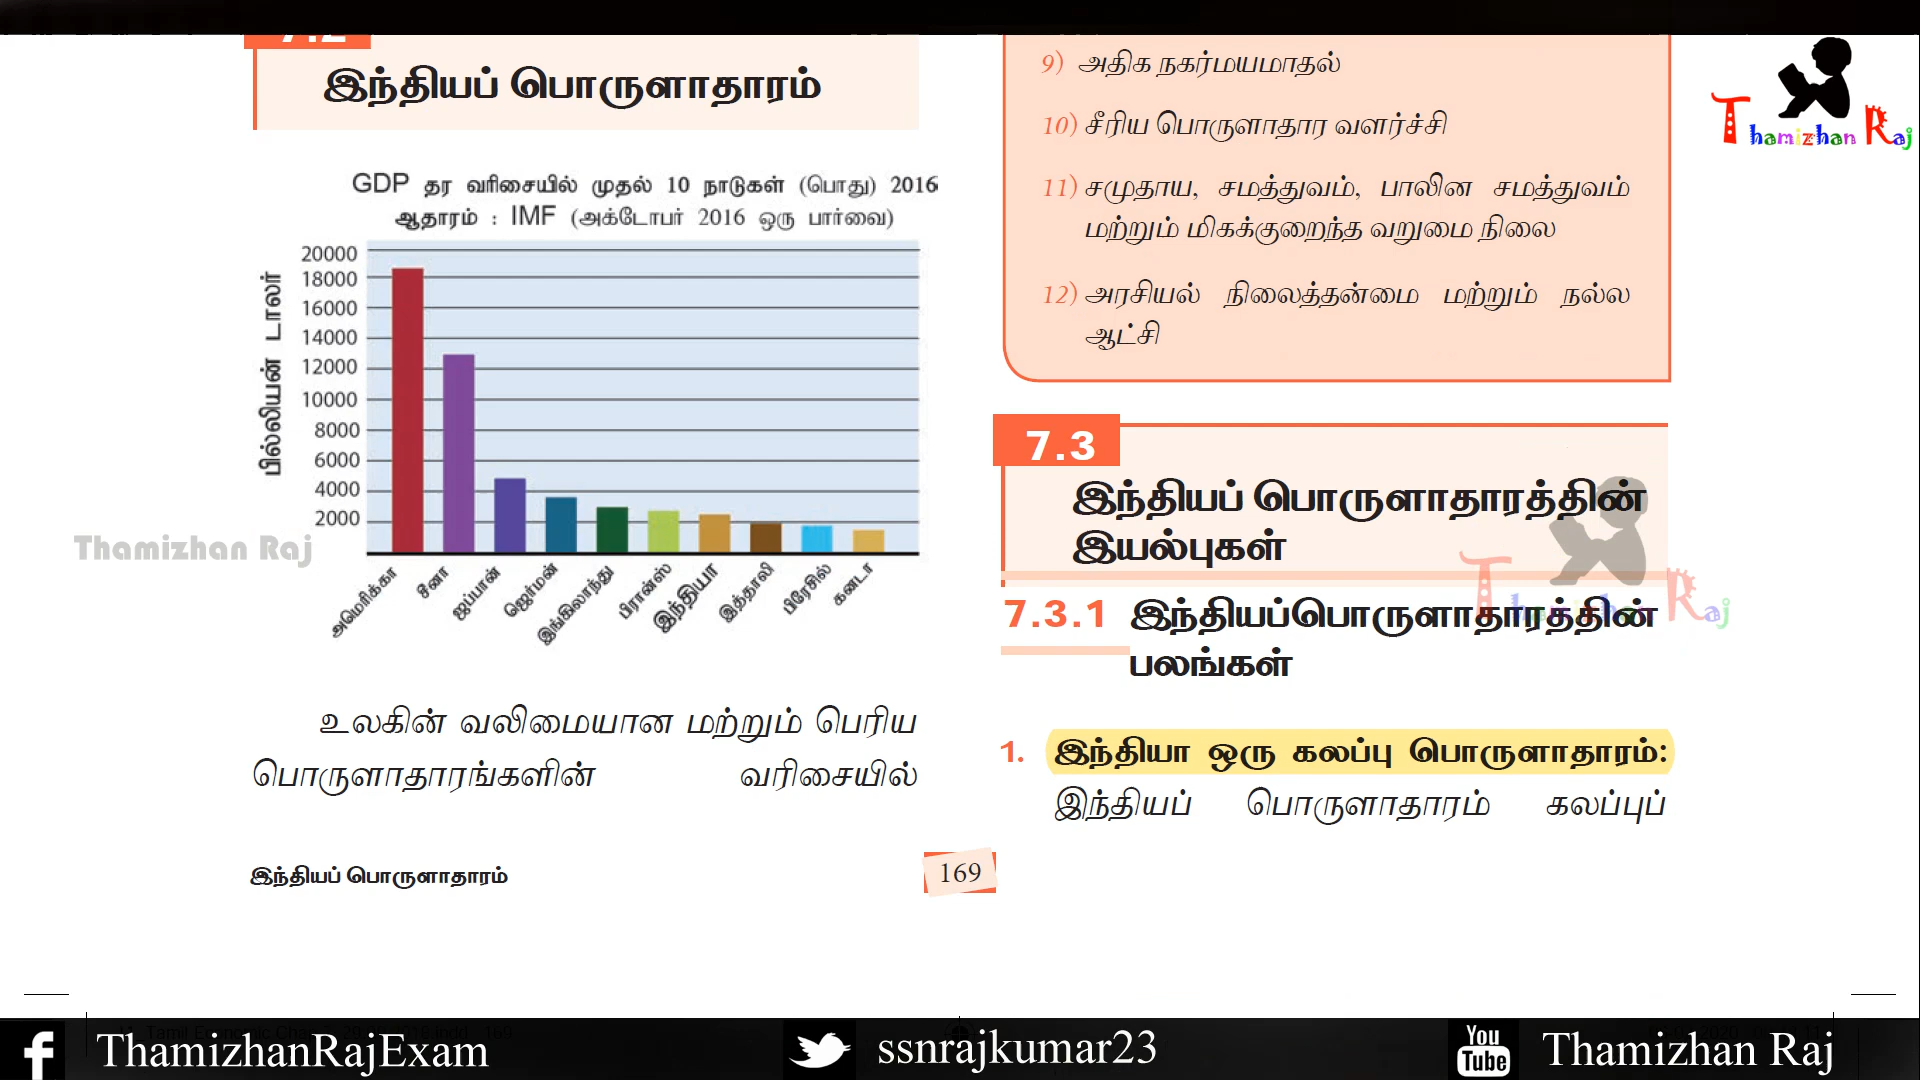 இந்தியப் பொருளாதாரம்
GDP தர வரிசையில் முதல் 10 நாடுகள் (பொது) 2016
ஆதாரம் : IMF (அக்டோபர் 2016 ஒரு பார்வை)
பில்லியன் டாலர்
20000
18000
16000
14000
12000
10000
8000
6000
4000
2000
அமெரிக்கா
சீனா
ஜப்பான்
ஜெர்மன்
இங்கிலாந்து
பிரான்ஸ்
இந்தியா
இத்தாலி
பிரேசில்
கனடா
உலகின் வலிமையான மற்றும் பெரிய
பொருளாதாரங்களின் வரிசையில்
இந்தியப் பொருளாதாரம்
169
9) அதிக நகர்மயமாதல்
10) சீரிய பொருளாதார வளர்ச்சி
11) சமுதாய, சமத்துவம், பாலின சமத்துவம்
மற்றும் மிகக்குறைந்த வறுமை நிலை
12) அரசியல் நிலைத்தன்மை மற்றும் நல்ல
ஆட்சி
7.3
இந்தியப் பொருளாதாரத்தின்
இயல்புகள்
7.3.1 இந்தியப்பொருளாதாரத்தின்
பலங்கள்
1. இந்தியா ஒரு கலப்பு பொருளாதாரம்:
இந்தியப் பொருளாதாரம் கலப்புப்
Thamizhan Raj
Thamizhan Raj
Thamizhan Raj
ThamizhanRajExam
ssnrajkumar23
You
Tube
Thamizhan Raj